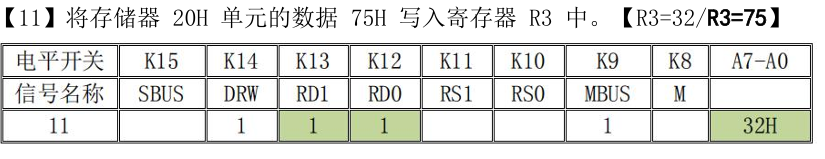 【11】将存储器 20H 单元的数据 75H 写入寄存器 R3 中。【R3=32/R3=75】
电平开关 K15 K14 K13 K12 K11 K10 K9 K8 A7-A0
信号名称 SBUS DRW RD1 RD0 RS1 RS0 MBUS M
11 1 1 1 1 32H